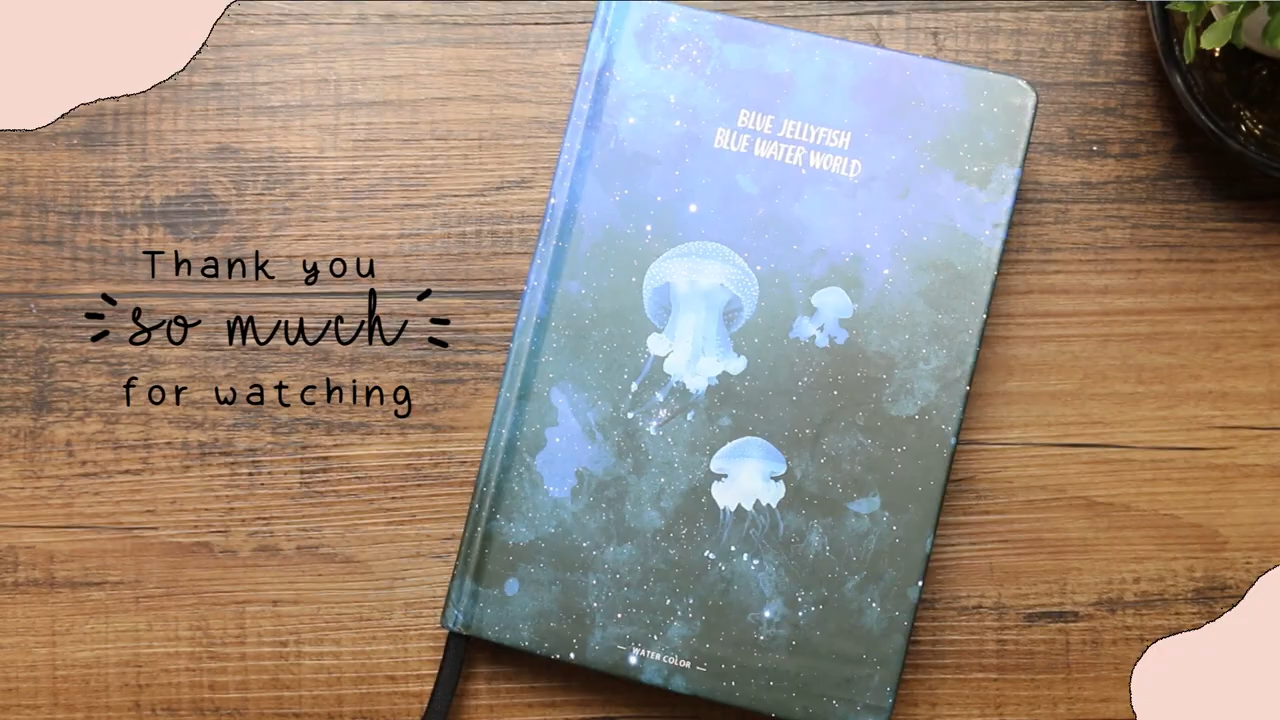 Thank you
so much
for watching
BLUE JELLYFISH
BLUE WATER WORLD
WATER COLOR